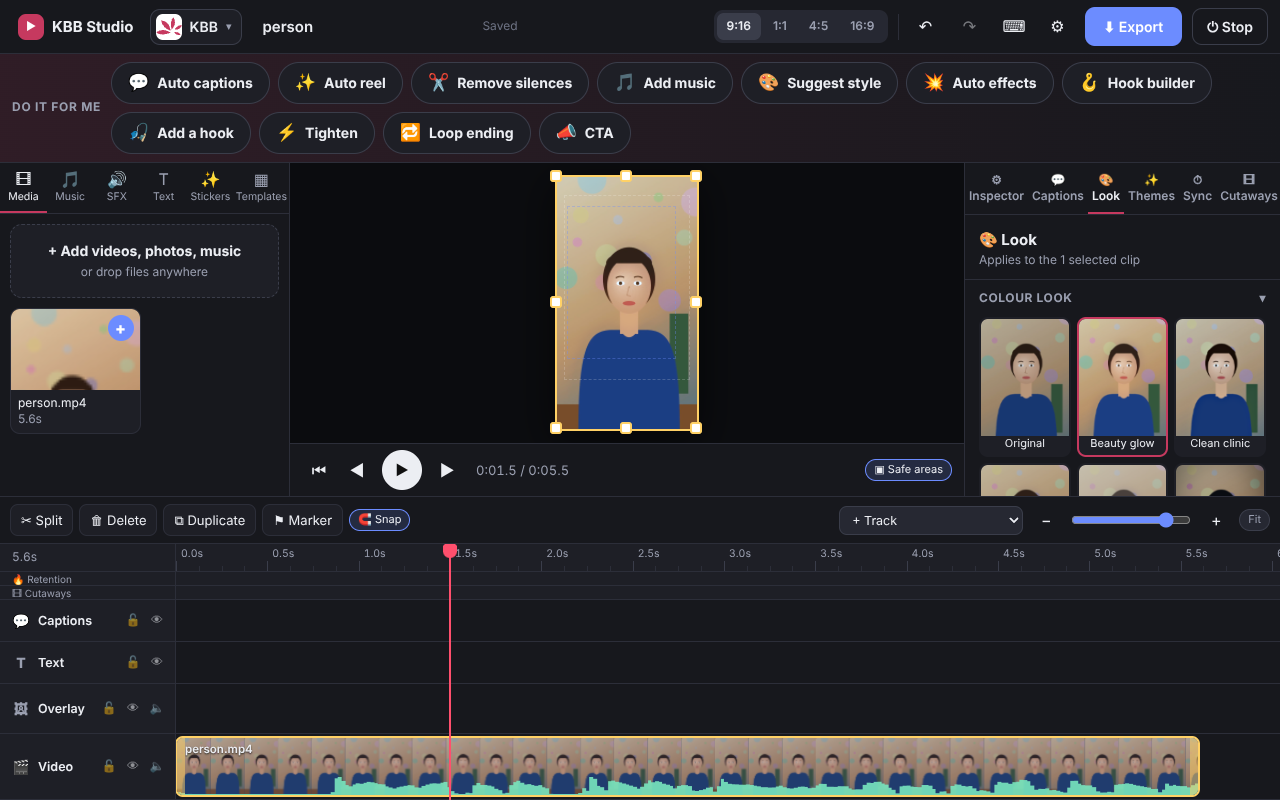 KBB Studio
KBB
person
Saved
9:16 1:1 4:5 16:9
Export
Stop
DO IT FOR ME
Auto captions
Auto reel
Remove silences
Add music
Suggest style
Auto effects
Hook builder
Add a hook
Tighten
Loop ending
CTA
Media
Music
SFX
Text
Stickers
Templates
+ Add videos, photos, music
or drop files anywhere
person.mp4
5.6s
0:01.5 / 0:05.5
Safe areas
Inspector
Captions
Look
Themes
Sync
Cutaways
Look
Applies to the 1 selected clip
COLOUR LOOK
Original
Beauty glow
Clean clinic
Split
Delete
Duplicate
Marker
Snap
+ Track
Fit
5.6s
0.0s 0.5s 1.0s 1.5s 2.0s 2.5s 3.0s 3.5s 4.0s 4.5s 5.0s 5.5s
Retention
Cutaways
Captions
T Text
Overlay
Video
person.mp4